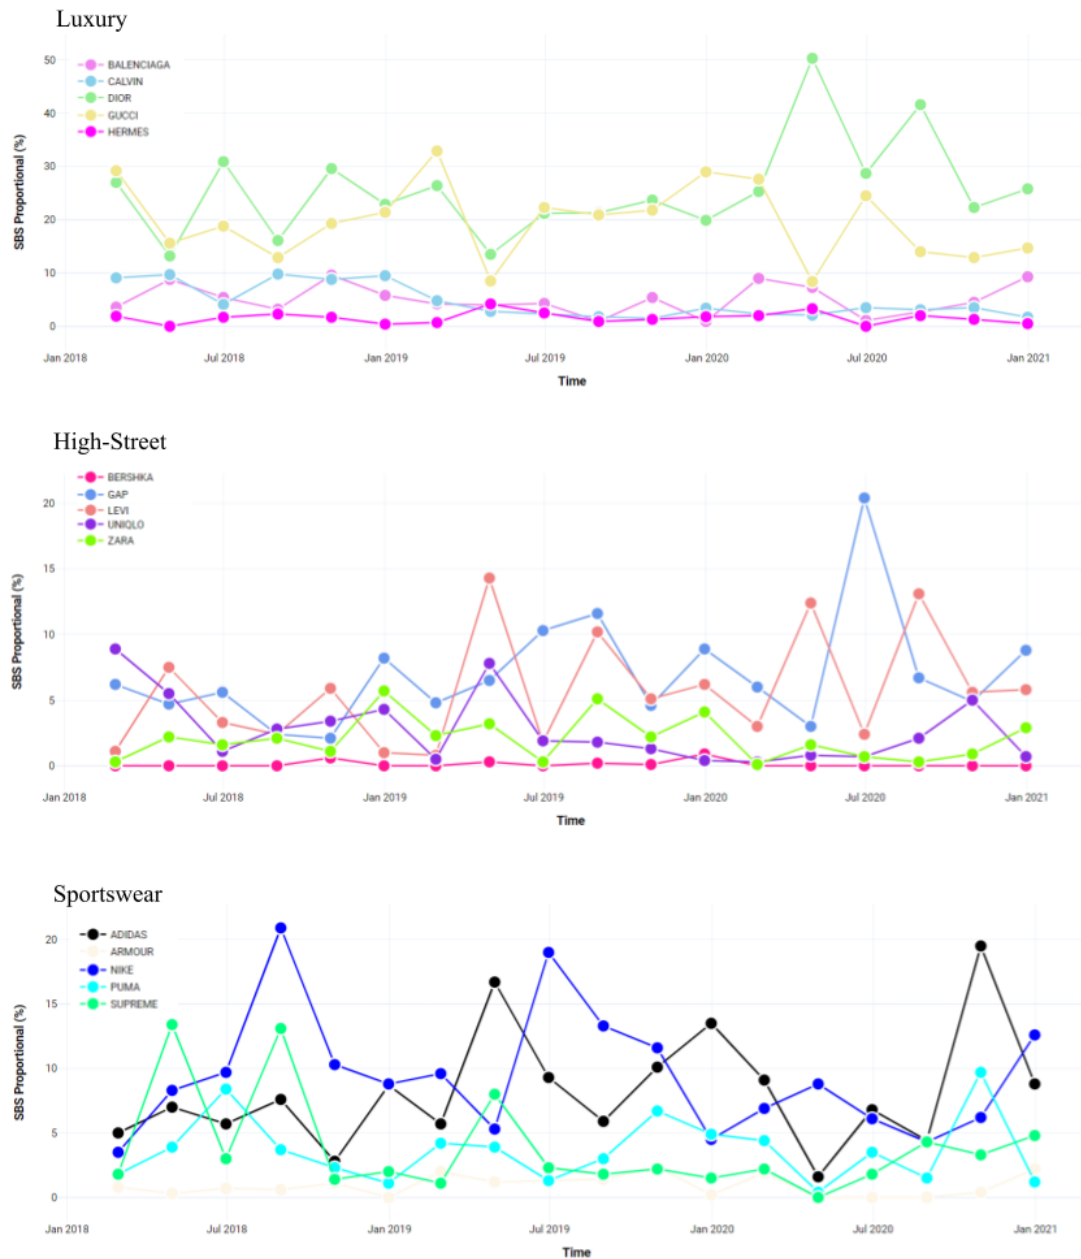 Luxury
50
40
30
20
10
0
SBS Proportional (%)
BALENCIAGA
CALVIN
DIOR
GUCCI
HERMES
Jan 2018
Jul 2018
Jan 2019
Jul 2019
Jan 2020
Jul 2020
Jan 2021
Time
High-Street
20
15
10
5
0
SBS Proportional (%)
BERSHKA
GAP
LEVI
UNIQLO
ZARA
Jan 2018
Jul 2018
Jan 2019
Jul 2019
Jan 2020
Jul 2020
Jan 2021
Time
Sportswear
20
15
10
5
0
SBS Proportional (%)
ADIDAS
ARMOUR
NIKE
PUMA
SUPREME
Jan 2018
Jul 2018
Jan 2019
Jul 2019
Jan 2020
Jul 2020
Jan 2021
Time